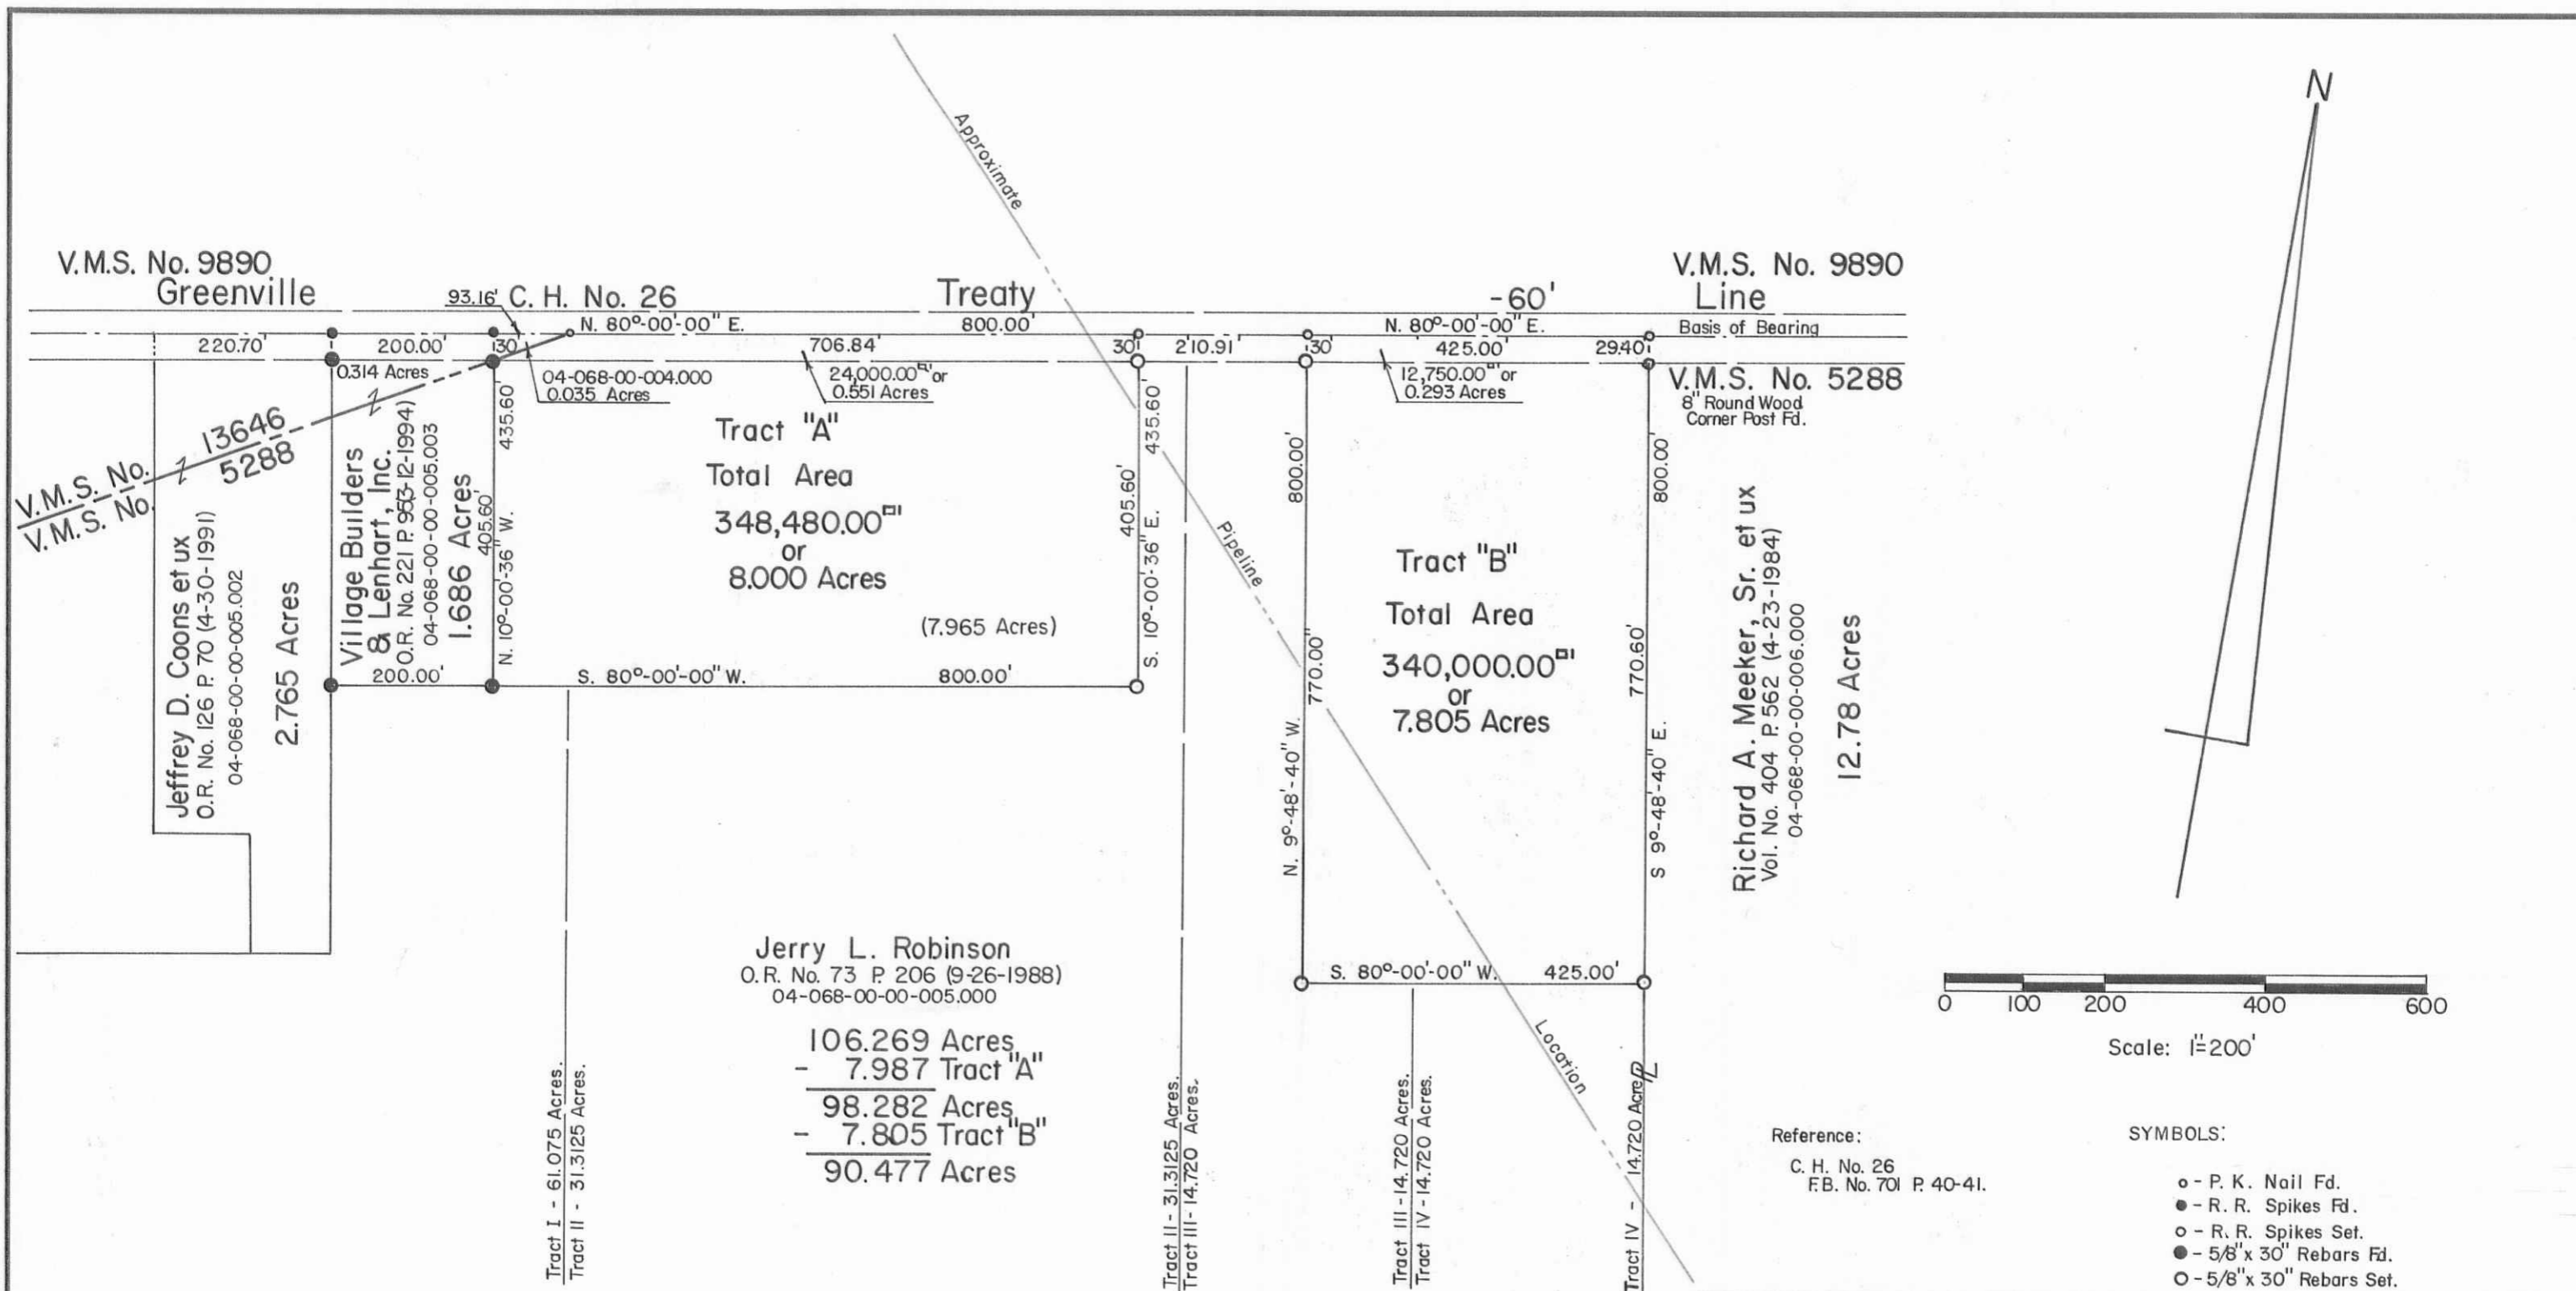 N
V.M.S. No. 9890
Greenville
93.16' C. H. No. 26
Treaty
-60'
V.M.S. No. 9890
Line
N. 80°-00'-00" E.
800.00'
N. 80°-00'-00" E.
Basis of Bearing
220.70'
200.00'
30'
706.84'
30'
210.91'
30'
425.00'
29.40'
0.314 Acres
04-068-00-004.000
0.035 Acres
24,000.00 or
0.551 Acres
12,750.00 or
0.293 Acres
V.M.S. No. 5288
8" Round Wood
Corner Post Fd.
Approximate
Pipeline
Location
V.M.S. No. 13646
V.M.S. No. 5288
Jeffrey D. Coons et ux
O.R. No. 126 P. 70 (4-30-1991)
04-068-00-00-005.002
2.765 Acres
Village Builders
& Lenhart, Inc.
O.R. No. 221 P. 953-12-1994)
04-068-00-00-005.003
1.686 Acres
200.00'
405.60'
N. 10°-00'-36" W.
435.60'
Tract "A"
Total Area
348,480.00
or
8.000 Acres
(7.965 Acres)
S. 80°-00'-00" W.
800.00'
405.60'
S. 10°-00'-36" E.
435.60'
800.00'
770.00"
N. 9°-48'-40" W.
Tract "B"
Total Area
340,000.00
or
7.805 Acres
S. 80°-00'-00" W.
425.00'
770.60'
800.00'
S 9°-48'-40" E.
Richard A. Meeker, Sr. et ux
Vol. No. 404 P. 562 (4-23-1984)
04-068-00-00-006.000
12.78 Acres
Jerry L. Robinson
O.R. No. 73 P. 206 (9-26-1988)
04-068-00-00-005.000
106.269 Acres
- 7.987 Tract "A"
98.282 Acres
- 7.805 Tract "B"
90.477 Acres
Tract I - 61.075 Acres.
Tract II - 31.3125 Acres.
Tract II - 31.3125 Acres.
Tract III - 14.720 Acres.
Tract III - 14.720 Acres.
Tract IV - 14.720 Acres.
Tract IV - 14.720 Acre
0 100 200 400 600
Scale: 1"=200'
Reference:
C. H. No. 26
F.B. No. 701 P. 40-41.
SYMBOLS:
o - P. K. Nail Fd.
● - R. R. Spikes Fd.
o - R. R. Spikes Set.
● - 5/8" x 30" Rebars Fd.
O - 5/8" x 30" Rebars Set.